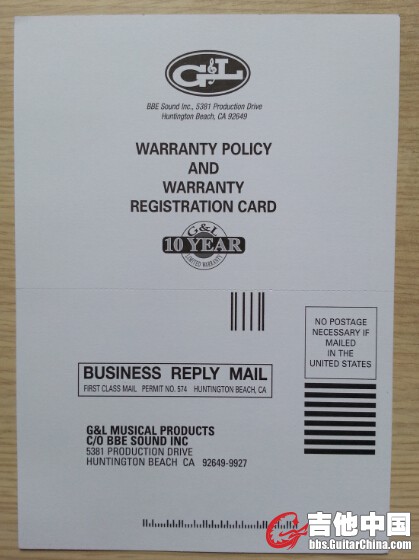 G&L
BBE Sound Inc., 5381 Production Drive
Huntington Beach, CA 92649
WARRANTY POLICY
AND
WARRANTY
REGISTRATION CARD
G&L
10 YEAR
LIMITED WARRANTY
NO POSTAGE
NECESSARY IF
MAILED
IN THE
UNITED STATES
BUSINESS REPLY MAIL
FIRST CLASS MAIL PERMIT NO. 574 HUNTINGTON BEACH, CA
G&L MUSICAL PRODUCTS
C/O BBE SOUND INC
5381 PRODUCTION DRIVE
HUNTINGTON BEACH CA 92649-9927
吉他中国
bbs.GuitarChina.com